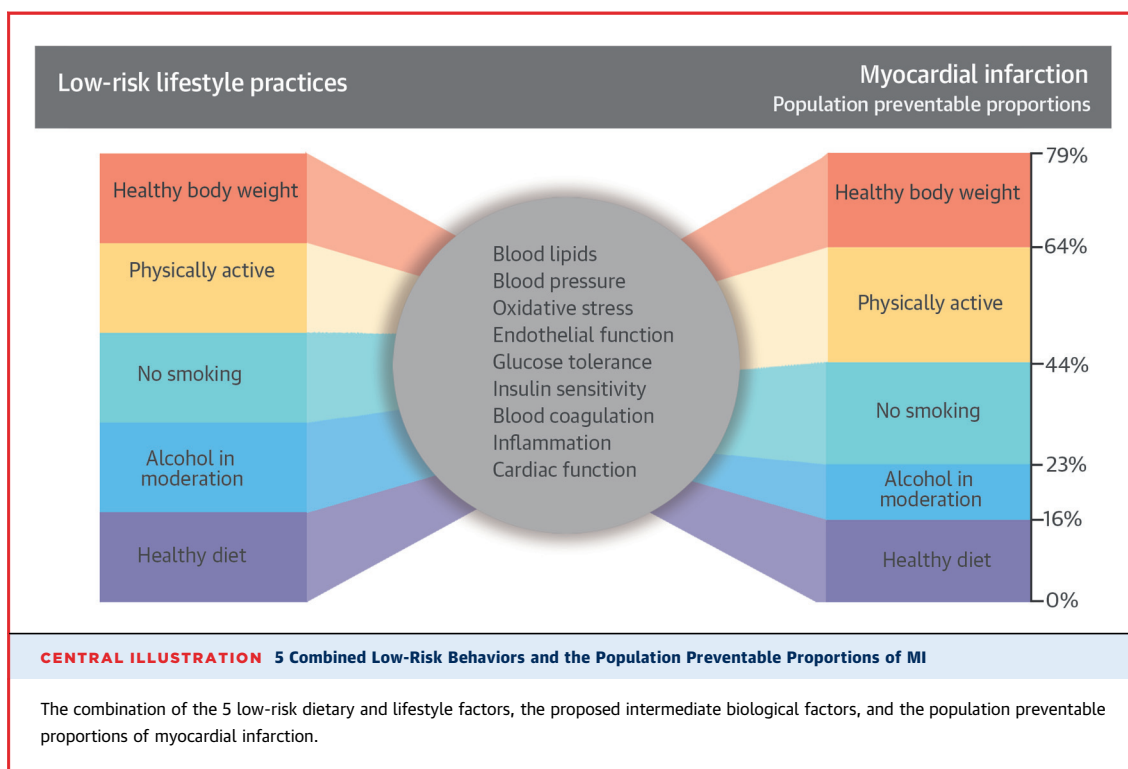 Low-risk lifestyle practices
Myocardial infarction
Population preventable proportions
Healthy body weight
Physically active
No smoking
Alcohol in
moderation
Healthy diet
Blood lipids
Blood pressure
Oxidative stress
Endothelial function
Glucose tolerance
Insulin sensitivity
Blood coagulation
Inflammation
Cardiac function
Healthy body weight
Physically active
No smoking
Alcohol in
moderation
Healthy diet
79%
64%
44%
23%
16%
0%
CENTRAL ILLUSTRATION 5 Combined Low-Risk Behaviors and the Population Preventable Proportions of MI
The combination of the 5 low-risk dietary and lifestyle factors, the proposed intermediate biological factors, and the population preventable
proportions of myocardial infarction.